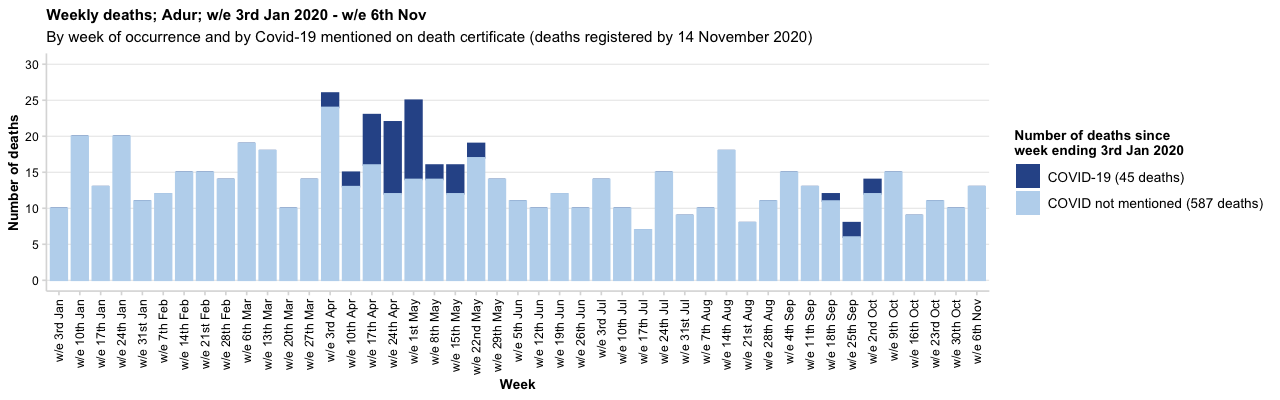 Weekly deaths; Adur; w/e 3rd Jan 2020 - w/e 6th Nov
By week of occurrence and by Covid-19 mentioned on death certificate (deaths registered by 14 November 2020)
Number of deaths
30
25
20
15
10
5
0
w/e 3rd Jan
w/e 10th Jan
w/e 17th Jan
w/e 24th Jan
w/e 31st Jan
w/e 7th Feb
w/e 14th Feb
w/e 21st Feb
w/e 28th Feb
w/e 6th Mar
w/e 13th Mar
w/e 20th Mar
w/e 27th Mar
w/e 3rd Apr
w/e 10th Apr
w/e 17th Apr
w/e 24th Apr
w/e 1st May
w/e 8th May
w/e 15th May
w/e 22nd May
w/e 29th May
w/e 5th Jun
w/e 12th Jun
w/e 19th Jun
w/e 26th Jun
w/e 3rd Jul
w/e 10th Jul
w/e 17th Jul
w/e 24th Jul
w/e 31st Jul
w/e 7th Aug
w/e 14th Aug
w/e 21st Aug
w/e 28th Aug
w/e 4th Sep
w/e 11th Sep
w/e 18th Sep
w/e 25th Sep
w/e 2nd Oct
w/e 9th Oct
w/e 16th Oct
w/e 23rd Oct
w/e 30th Oct
w/e 6th Nov
Week
Number of deaths since
week ending 3rd Jan 2020
COVID-19 (45 deaths)
COVID not mentioned (587 deaths)